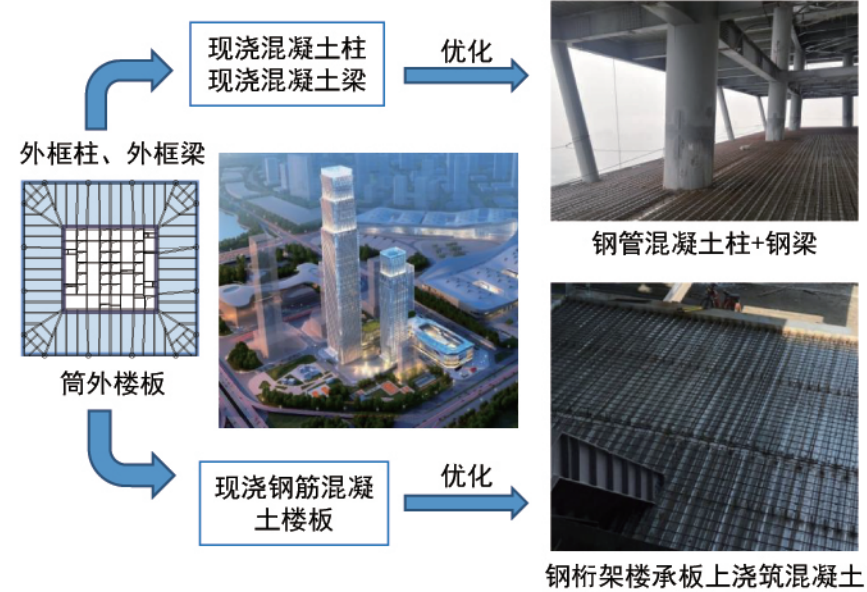 现浇混凝土柱
现浇混凝土梁
优化
外框柱、外框梁
钢管混凝土柱+钢梁
筒外楼板
现浇钢筋混凝
土楼板
优化
钢桁架楼承板上浇筑混凝土